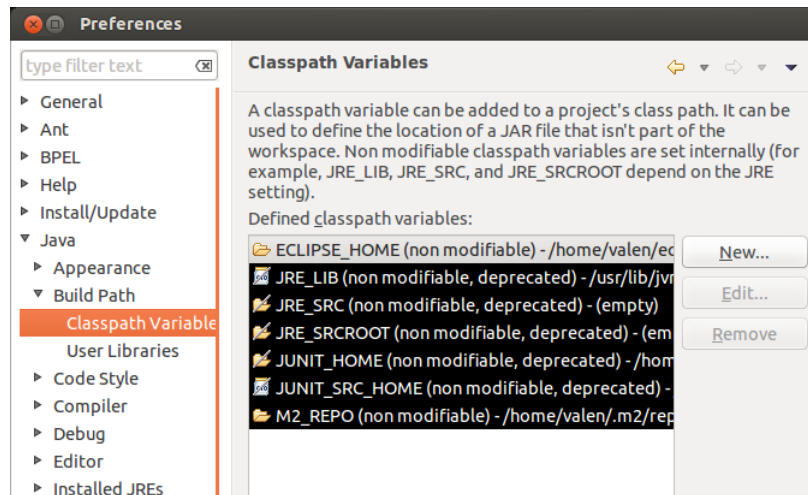 Preferences
type filter text
General
Ant
BPEL
Help
Install/Update
Java
Appearance
Build Path
Classpath Variable
User Libraries
Code Style
Compiler
Debug
Editor
Installed JREs
Classpath Variables
A classpath variable can be added to a project's class path. It can be
used to define the location of a JAR file that isn't part of the
workspace. Non modifiable classpath variables are set internally (for
example, JRE_LIB, JRE_SRC, and JRE_SRCROOT depend on the JRE
setting).
Defined classpath variables:
ECLIPSE_HOME (non modifiable) - /home/valen/ec
JRE_LIB (non modifiable, deprecated) - /usr/lib/jvr
JRE_SRC (non modifiable, deprecated) - (empty)
JRE_SRCROOT (non modifiable, deprecated) - (em
JUNIT_HOME (non modifiable, deprecated) - /hom
JUNIT_SRC_HOME (non modifiable, deprecated) -
M2_REPO (non modifiable) - /home/valen/.m2/rep
New...
Edit...
Remove